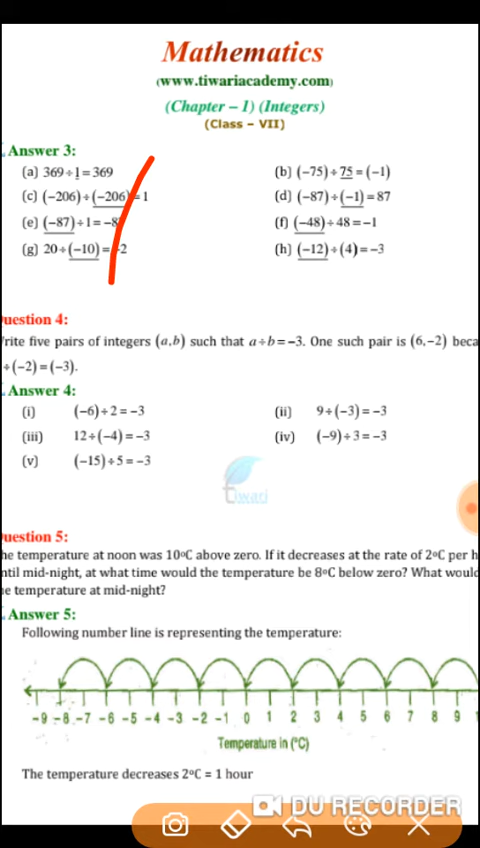 Mathematics
(www.tiwariacademy.com)
(Chapter – 1) (Integers)
(Class – VII)
Answer 3:
(a) 369 ÷ 1 = 369 (b) (−75) ÷ 75 = (−1)
(c) (−206) ÷ (−206) = 1 (d) (−87) ÷ (−1) = 87
(e) (−87) ÷ 1 = −8 (f) (−48) ÷ 48 = −1
(g) 20 ÷ (−10) = −2 (h) (−12) ÷ (4) = −3
uestion 4:
rite five pairs of integers (a,b) such that a ÷ b = −3. One such pair is (6,−2) beca
÷ (−2) = (−3).
Answer 4:
(i) (−6) ÷ 2 = −3 (ii) 9 ÷ (−3) = −3
(iii) 12 ÷ (−4) = −3 (iv) (−9) ÷ 3 = −3
(v) (−15) ÷ 5 = −3
tiwari
uestion 5:
he temperature at noon was 10°C above zero. If it decreases at the rate of 2°C per h
ntil mid-night, at what time would the temperature be 8°C below zero? What would
e temperature at mid-night?
Answer 5:
Following number line is representing the temperature:
−9 −8 −7 −6 −5 −4 −3 −2 −1 0 1 2 3 4 5 6 7 8 9 1
Temperature in (°C)
The temperature decreases 2°C = 1 hour
DU RECORDER